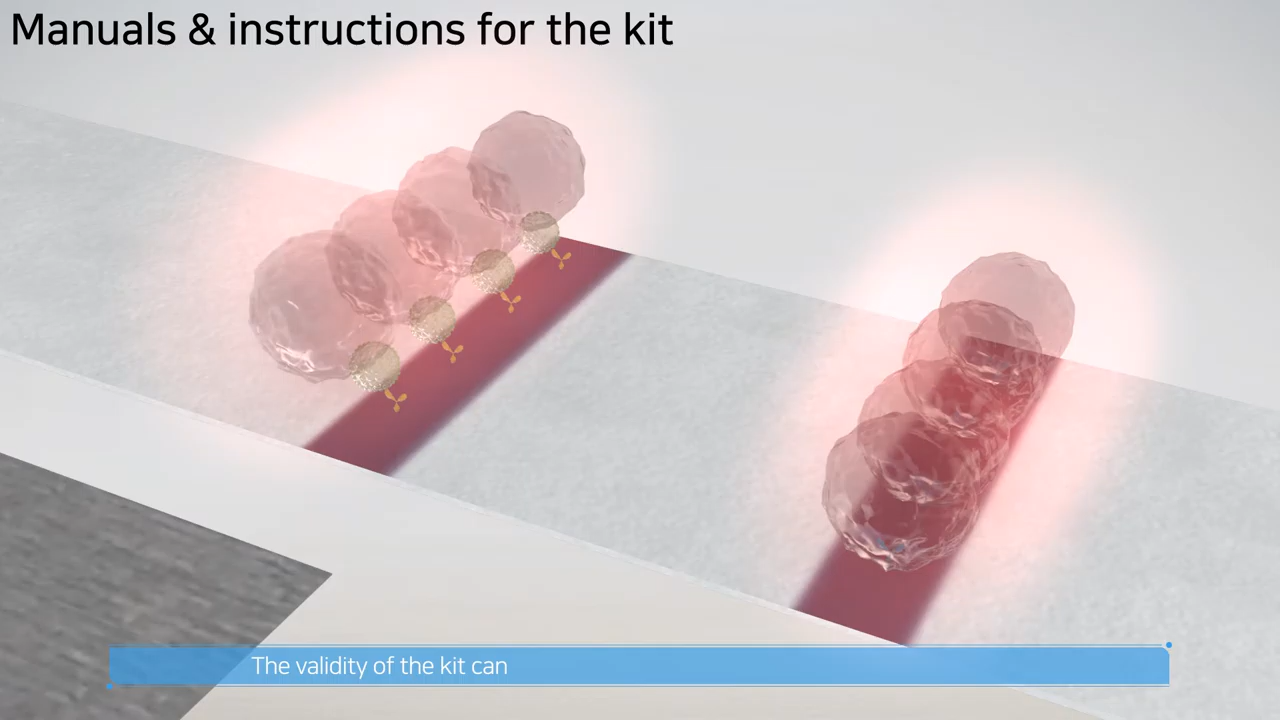 Manuals & instructions for the kit
The validity of the kit can